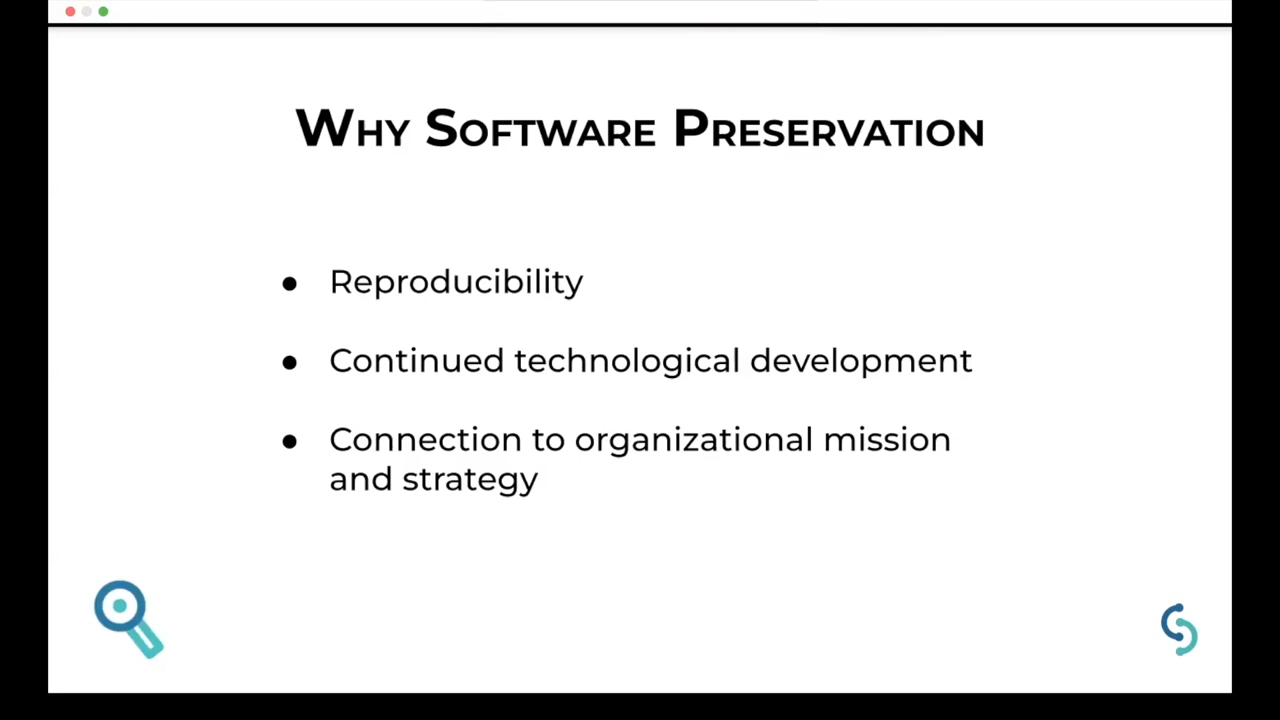 Why Software Preservation
● Reproducibility
● Continued technological development
● Connection to organizational mission
and strategy